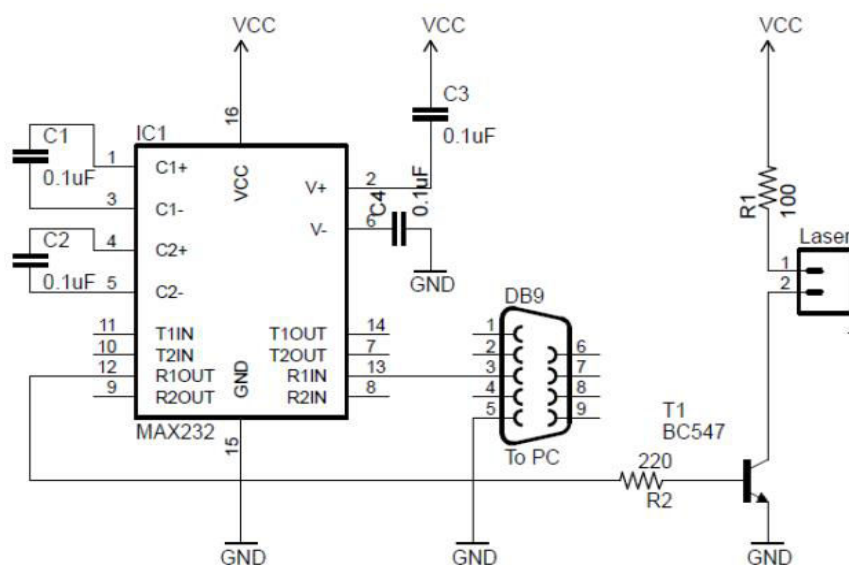 VCC
VCC
VCC
16
C3
0.1uF
IC1
C1
0.1uF
1
3
C1+
C1-
VCC
V+
V-
2
6
C4
0.1uF
GND
C2
0.1uF
4
5
C2+
C2-
R1
100
Laser
1
2
DB9
11
10
12
9
T1IN
T2IN
R1OUT
R2OUT
GND
T1OUT
T2OUT
R1IN
R2IN
14
7
13
8
1
2
3
4
5
6
7
8
9
To PC
MAX232
15
T1
BC547
220
R2
GND
GND
GND